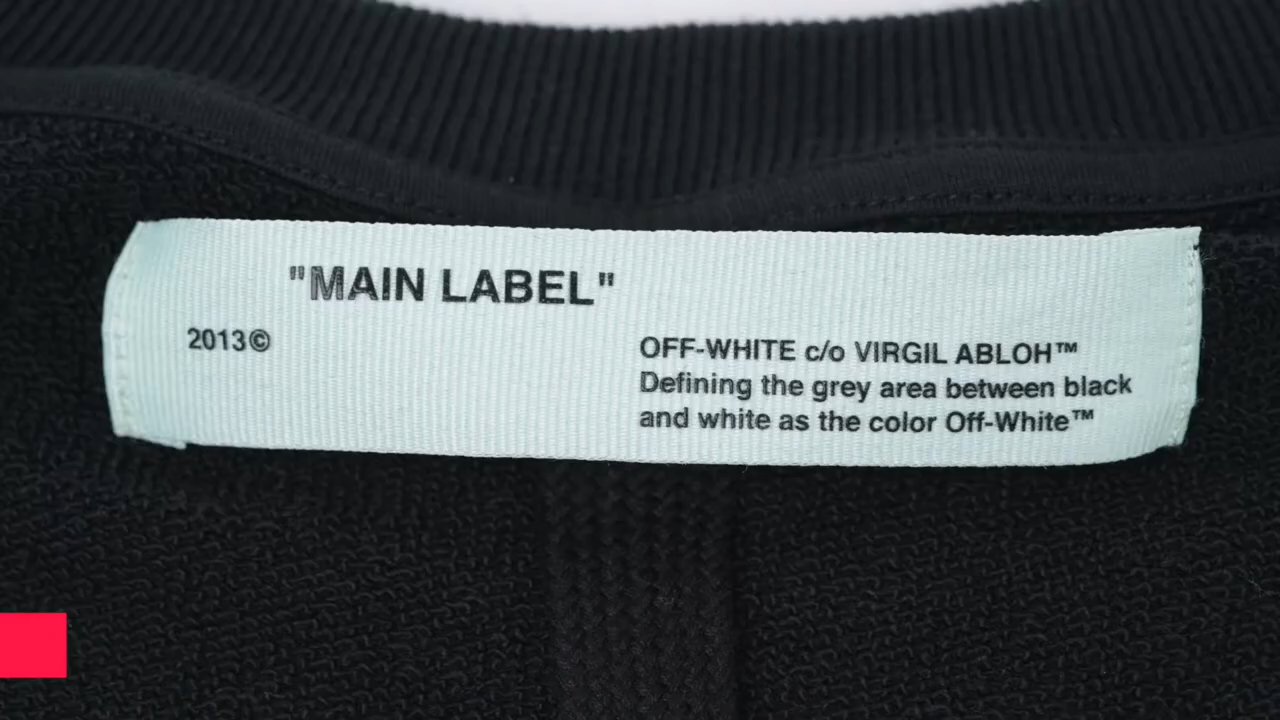 "MAIN LABEL"
2013©
OFF-WHITE c/o VIRGIL ABLOH™
Defining the grey area between black
and white as the color Off-White™